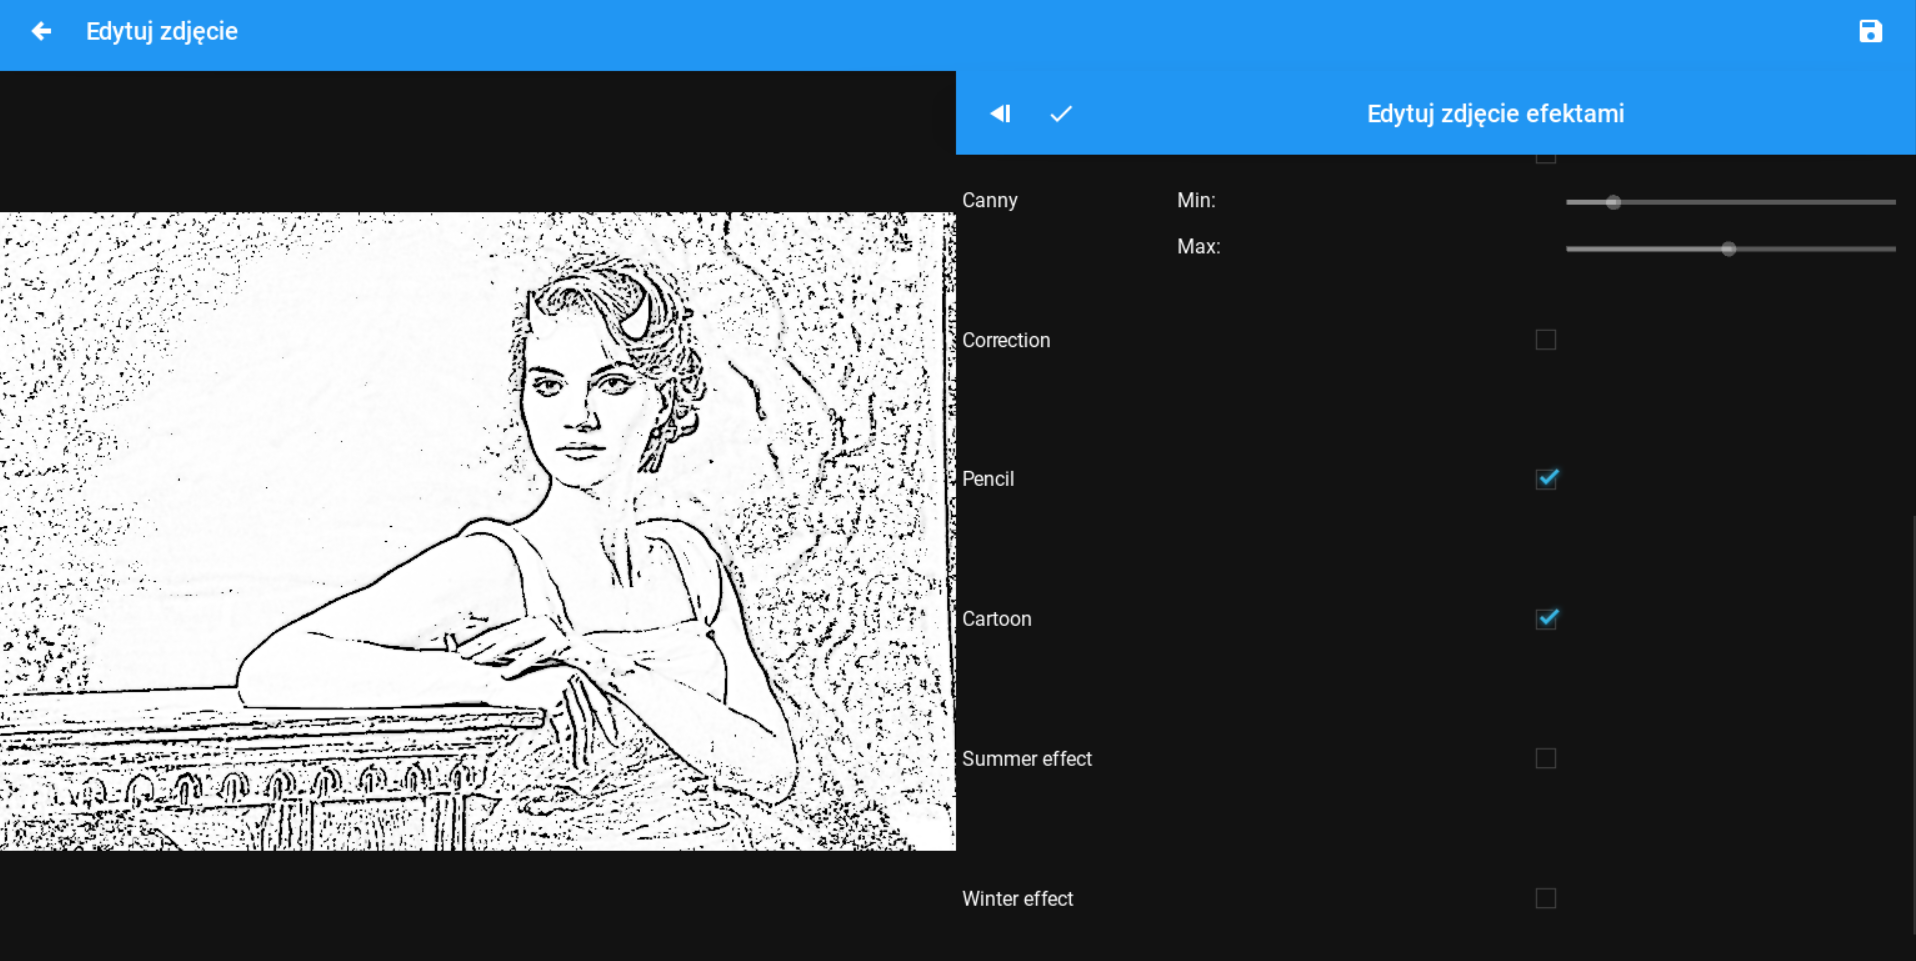 Edytuj zdjęcie
Edytuj zdjęcie efektami
Canny Min:
Max:
Correction
Pencil
Cartoon
Summer effect
Winter effect